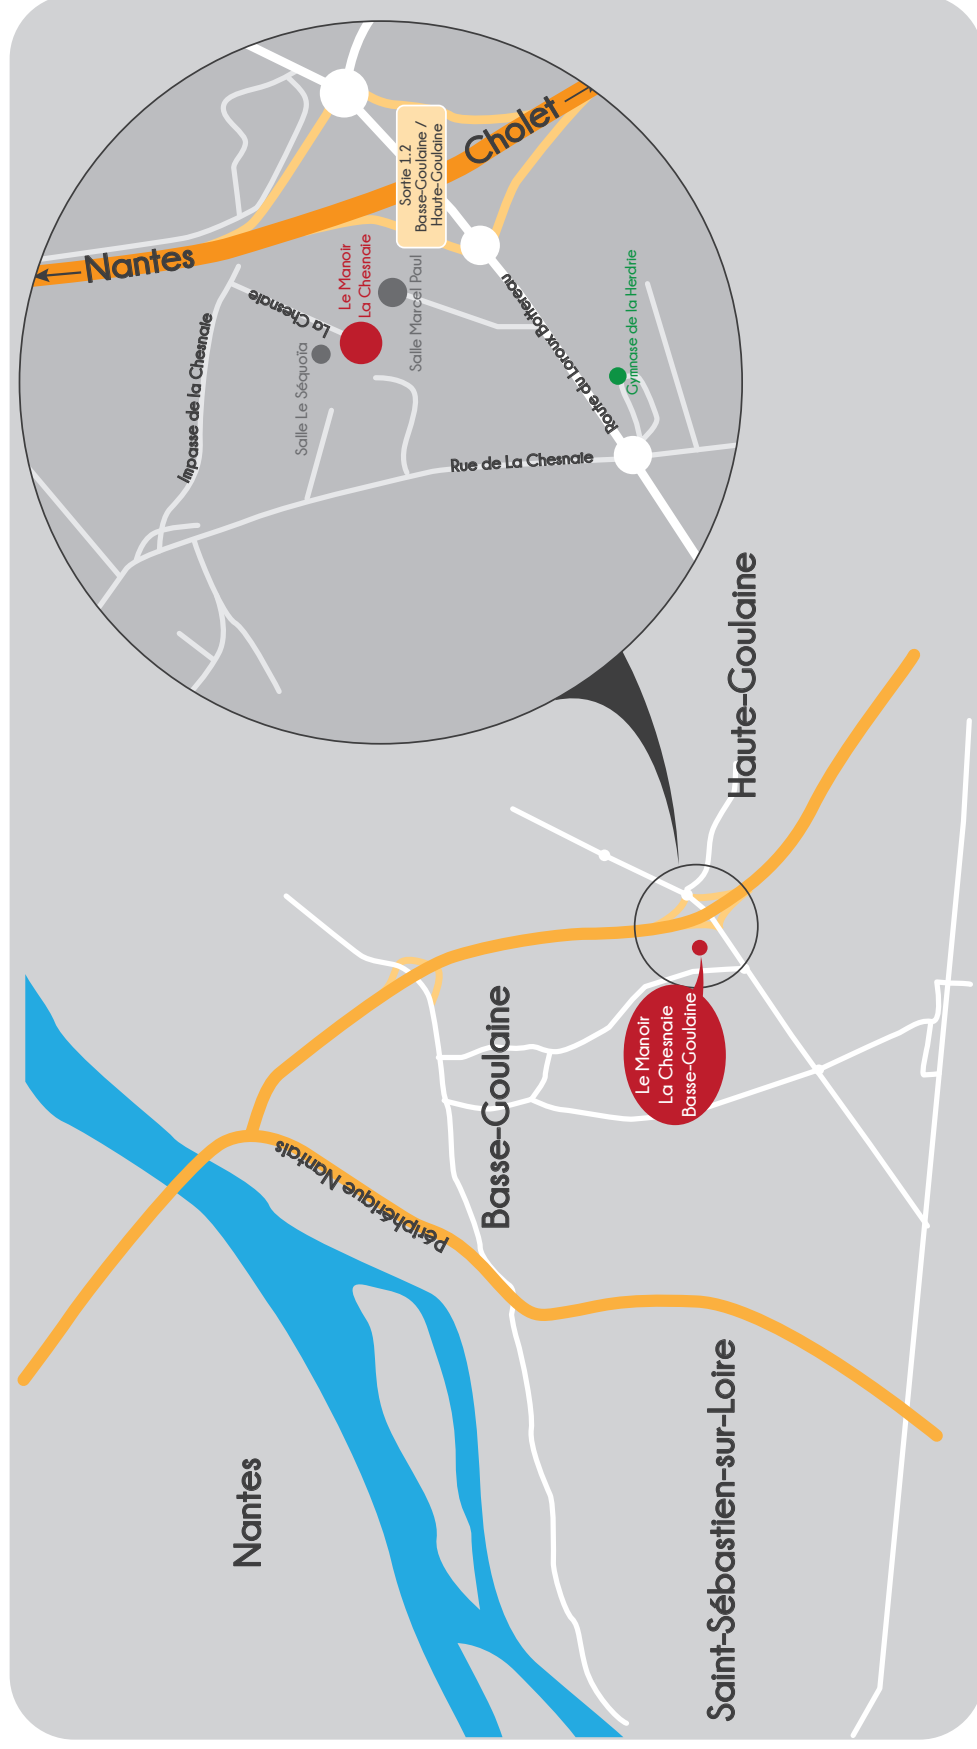 Nantes
Saint-Sébastien-sur-Loire
Basse-Goulaine
Haute-Goulaine
Périphérique Nantais
Le Manoir
La Chesnaie
Basse-Goulaine
Nantes
Cholet
Sortie 1.2
Basse-Goulaine /
Haute-Goulaine
Impasse de la Chesnaie
La Chesnaie
Salle Le Séquoïa
Le Manoir
La Chesnaie
Salle Marcel Paul
Rue de La Chesnaie
Route du Loroux Bottereau
Gymnase de la Herdrie